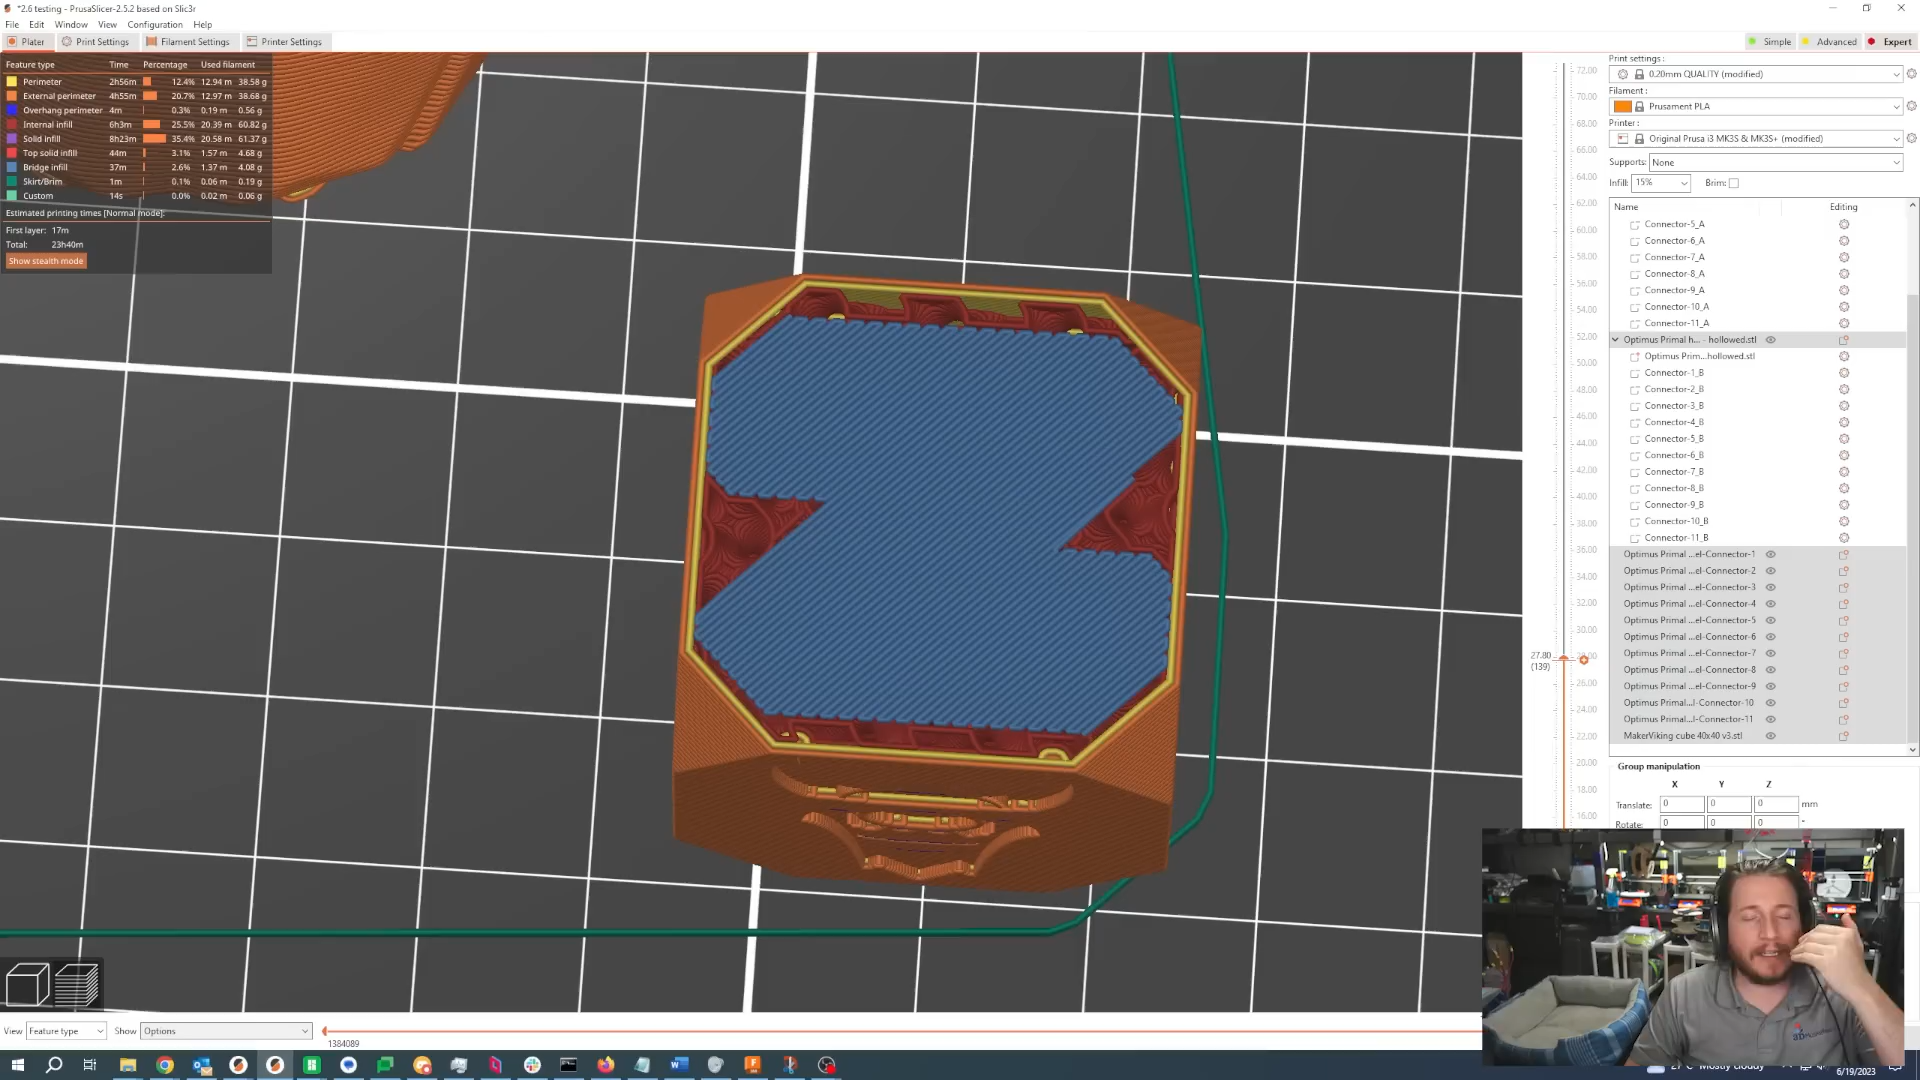 *2.6 testing - PrusaSlicer-2.5.2 based on Slic3r
File Edit Window View Configuration Help
Plater Print Settings Filament Settings Printer Settings Simple Advanced Expert
Feature type Time Percentage Used filament
Perimeter 2h56m 12.4% 12.94 m 38.58 g
External perimeter 4h55m 20.7% 12.97 m 38.68 g
Overhang perimeter 4m 0.3% 0.19 m 0.56 g
Internal infill 6h3m 25.5% 20.39 m 60.82 g
Solid infill 8h23m 35.4% 20.58 m 61.37 g
Top solid infill 44m 3.1% 1.57 m 4.68 g
Bridge infill 37m 2.6% 1.37 m 4.08 g
Skirt/Brim 1m 0.1% 0.06 m 0.19 g
Custom 14s 0.0% 0.02 m 0.06 g
Estimated printing times [Normal mode]:
First layer: 17m
Total: 23h40m
Show stealth mode
72.00
70.00
68.00
66.00
64.00
62.00
60.00
58.00
56.00
54.00
52.00
50.00
48.00
46.00
44.00
42.00
40.00
38.00
36.00
34.00
32.00
30.00
27.80
(139)
26.00
24.00
22.00
20.00
18.00
16.00
Print settings :
0.20mm QUALITY (modified)
Filament :
Prusament PLA
Printer :
Original Prusa i3 MK3S & MK3S+ (modified)
Supports: None
Infill: 15% Brim:
Name Editing
Connector-5_A
Connector-6_A
Connector-7_A
Connector-8_A
Connector-9_A
Connector-10_A
Connector-11_A
Optimus Primal h... - hollowed.stl
Optimus Prim...hollowed.stl
Connector-1_B
Connector-2_B
Connector-3_B
Connector-4_B
Connector-5_B
Connector-6_B
Connector-7_B
Connector-8_B
Connector-9_B
Connector-10_B
Connector-11_B
Optimus Primal ...el-Connector-1
Optimus Primal ...el-Connector-2
Optimus Primal ...el-Connector-3
Optimus Primal ...el-Connector-4
Optimus Primal ...el-Connector-5
Optimus Primal ...el-Connector-6
Optimus Primal ...el-Connector-7
Optimus Primal ...el-Connector-8
Optimus Primal ...el-Connector-9
Optimus Primal ...l-Connector-10
Optimus Primal...l-Connector-11
MakerViking cube 40x40 v3.stl
Group manipulation
X Y Z
Translate: 0 0 0 mm
Rotate: 0 0 0 °
View Feature type Show Options
1384089
27°C Mostly cloudy
6/19/2023